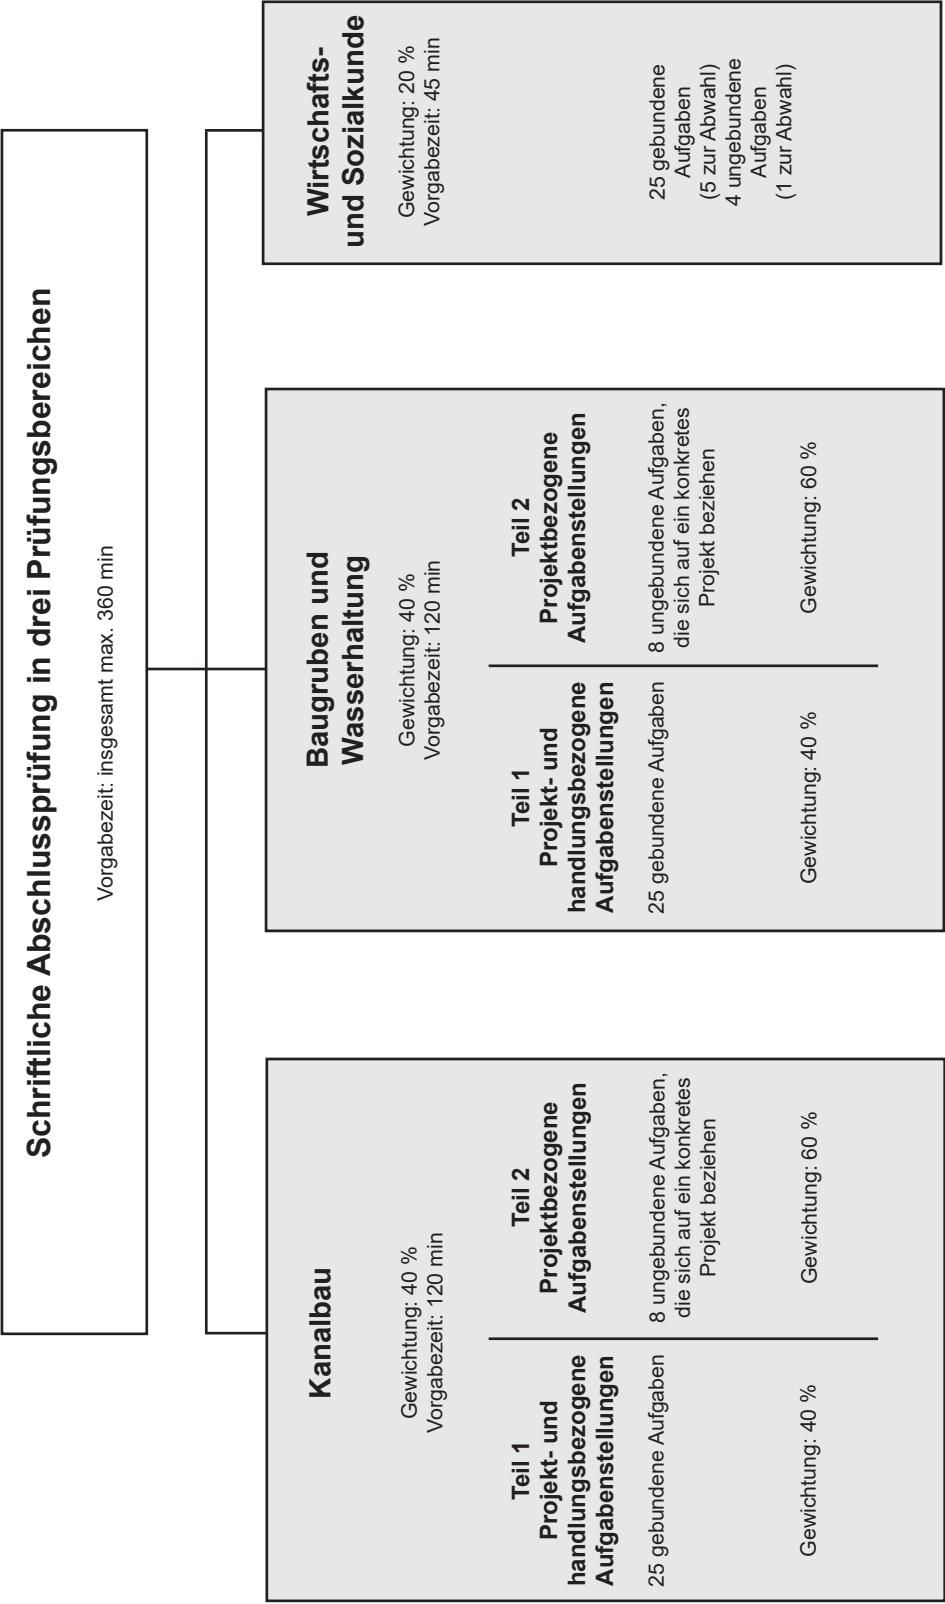 Schriftliche Abschlussprüfung in drei Prüfungsbereichen
Vorgabezeit: insgesamt max. 360 min
Kanalbau
Gewichtung: 40 %
Vorgabezeit: 120 min
Teil 1
Projekt- und
handlungsbezogene
Aufgabenstellungen
25 gebundene Aufgaben
Gewichtung: 40 %
Teil 2
Projektbezogene
Aufgabenstellungen
8 ungebundene Aufgaben,
die sich auf ein konkretes
Projekt beziehen
Gewichtung: 60 %
Baugruben und
Wasserhaltung
Gewichtung: 40 %
Vorgabezeit: 120 min
Teil 1
Projekt- und
handlungsbezogene
Aufgabenstellungen
25 gebundene Aufgaben
Gewichtung: 40 %
Teil 2
Projektbezogene
Aufgabenstellungen
8 ungebundene Aufgaben,
die sich auf ein konkretes
Projekt beziehen
Gewichtung: 60 %
Wirtschafts-
und Sozialkunde
Gewichtung: 20 %
Vorgabezeit: 45 min
25 gebundene
Aufgaben
(5 zur Abwahl)
4 ungebundene
Aufgaben
(1 zur Abwahl)